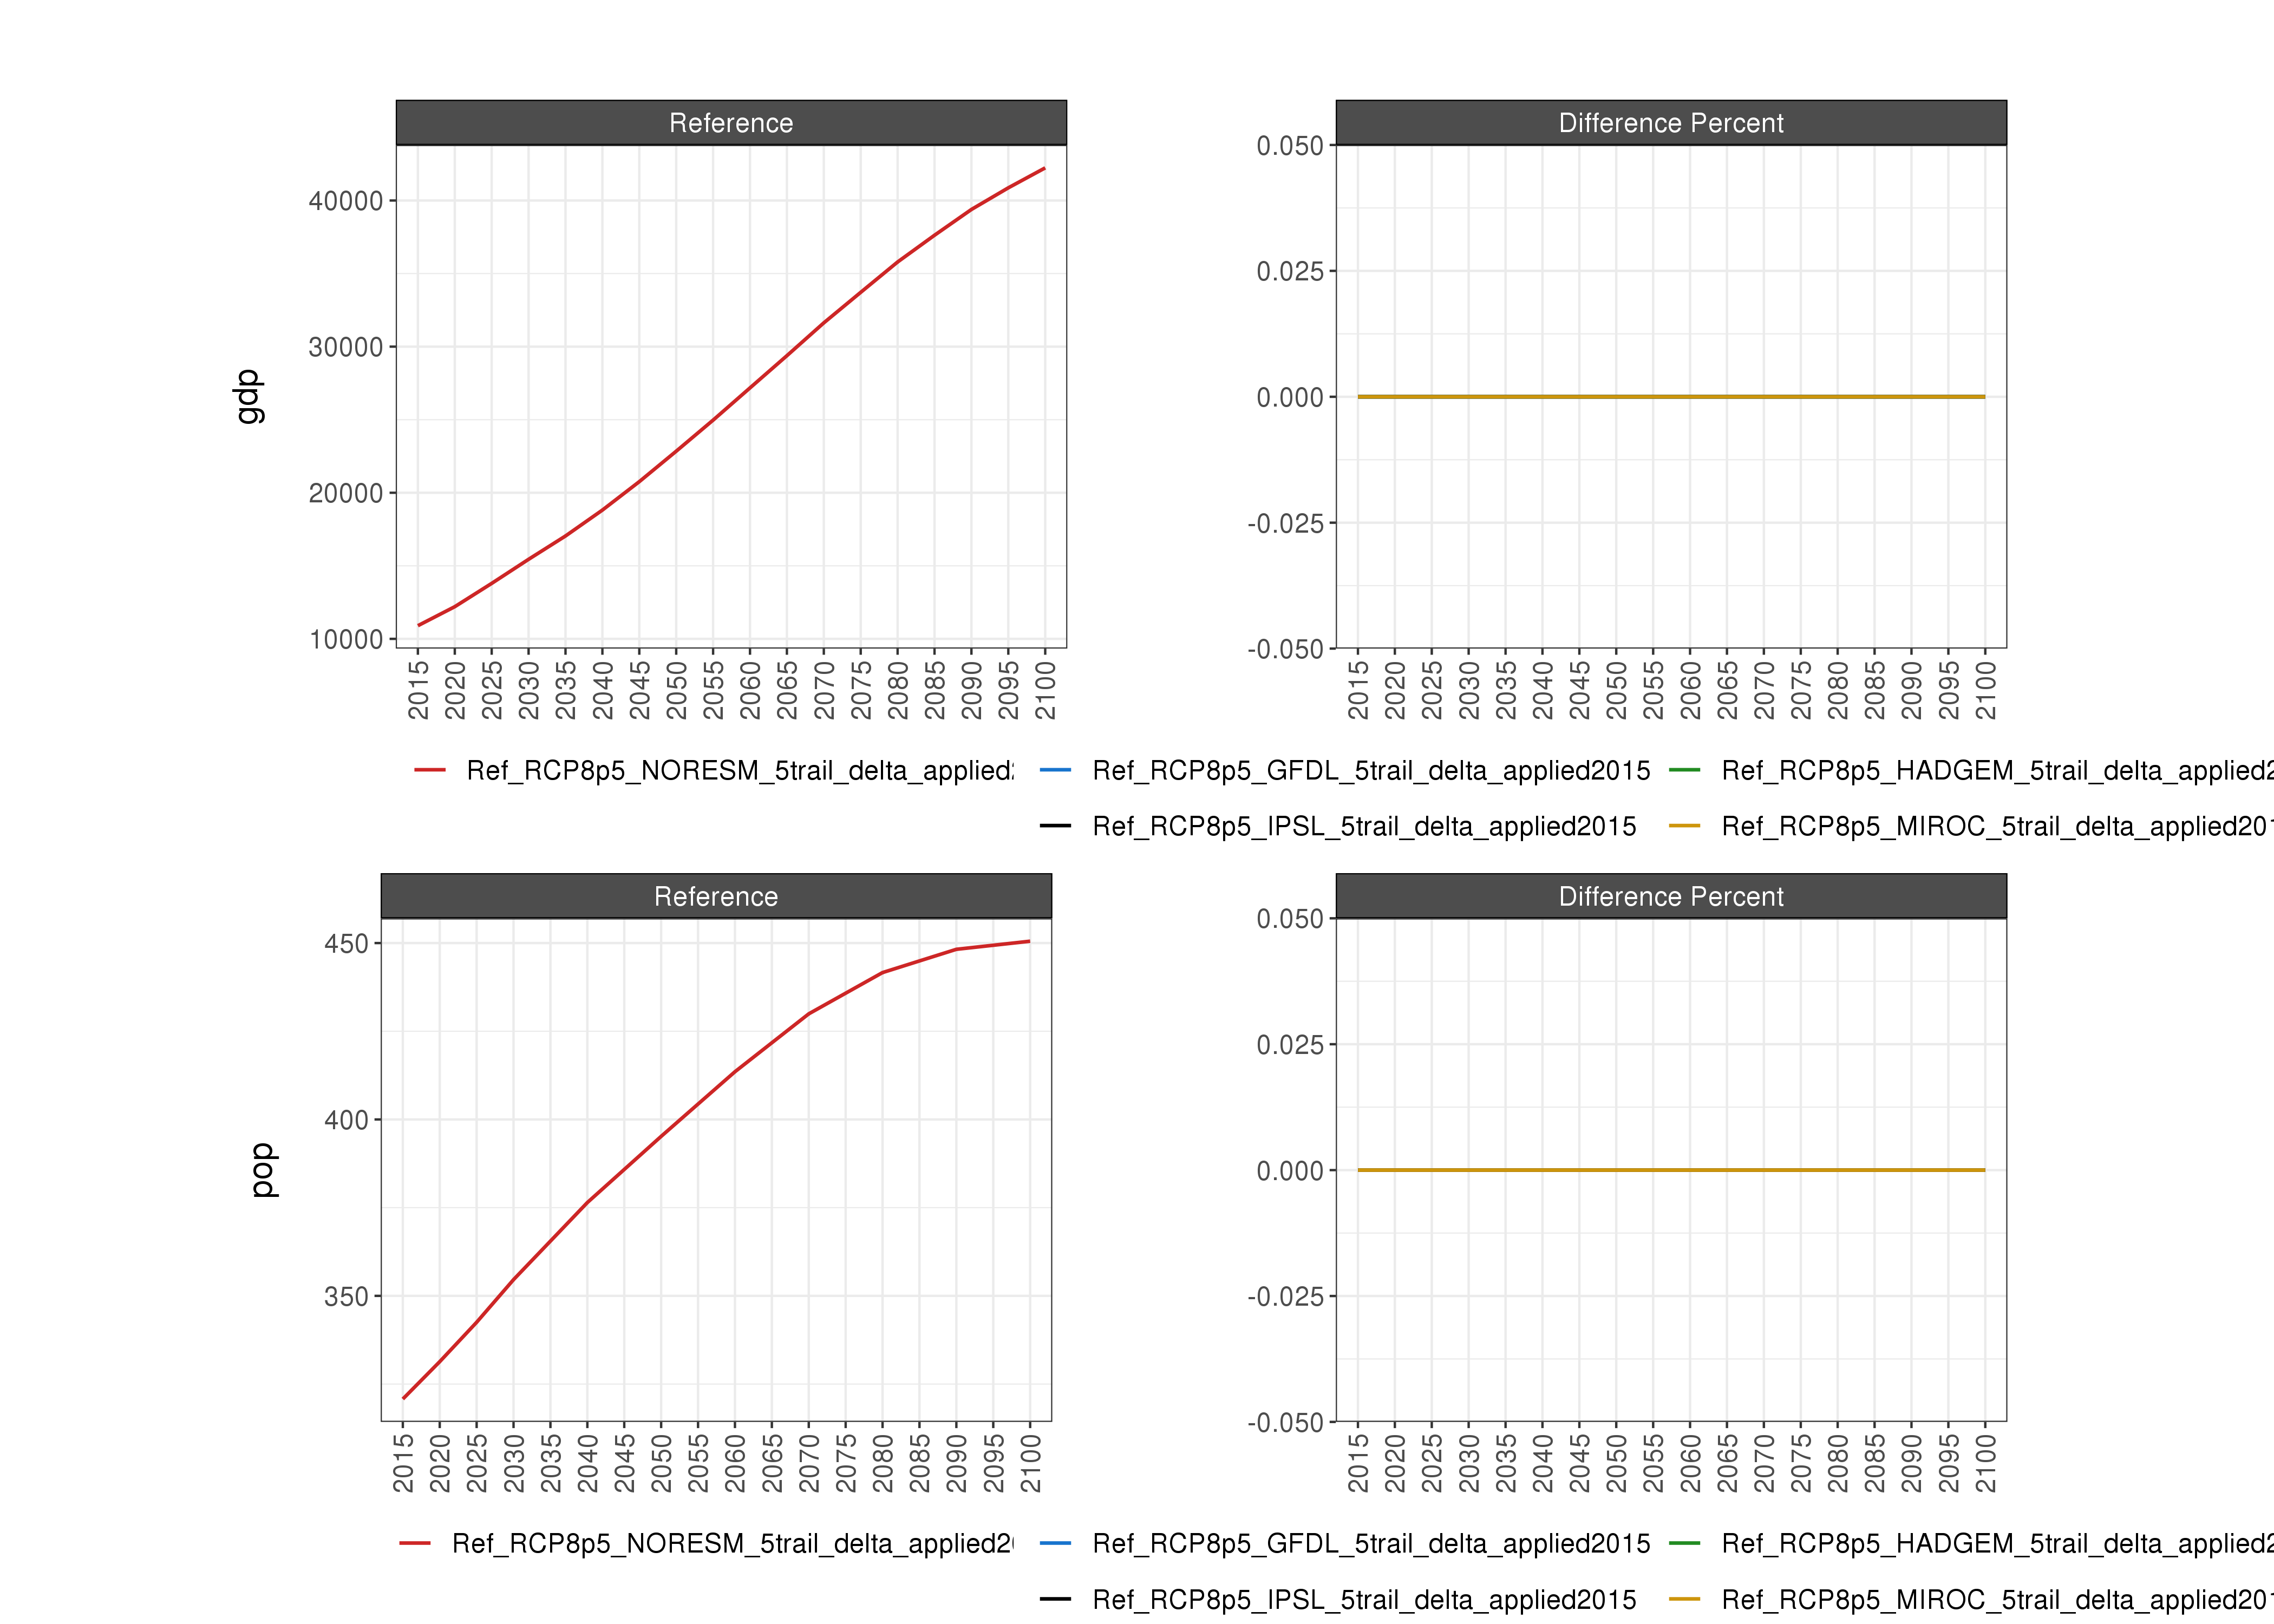 Reference
Difference Percent
gdp
40000
30000
20000
10000
0.050
0.025
0.000
-0.025
-0.050
2015 2020 2025 2030 2035 2040 2045 2050 2055 2060 2065 2070 2075 2080 2085 2090 2095 2100
2015 2020 2025 2030 2035 2040 2045 2050 2055 2060 2065 2070 2075 2080 2085 2090 2095 2100
Ref_RCP8p5_NORESM_5trail_delta_applied
Ref_RCP8p5_GFDL_5trail_delta_applied2015
Ref_RCP8p5_HADGEM_5trail_delta_applied2
Ref_RCP8p5_IPSL_5trail_delta_applied2015
Ref_RCP8p5_MIROC_5trail_delta_applied201
Reference
Difference Percent
pop
450
400
350
0.050
0.025
0.000
-0.025
-0.050
2015 2020 2025 2030 2035 2040 2045 2050 2055 2060 2065 2070 2075 2080 2085 2090 2095 2100
2015 2020 2025 2030 2035 2040 2045 2050 2055 2060 2065 2070 2075 2080 2085 2090 2095 2100
Ref_RCP8p5_NORESM_5trail_delta_applied2
Ref_RCP8p5_GFDL_5trail_delta_applied2015
Ref_RCP8p5_HADGEM_5trail_delta_applied2
Ref_RCP8p5_IPSL_5trail_delta_applied2015
Ref_RCP8p5_MIROC_5trail_delta_applied201